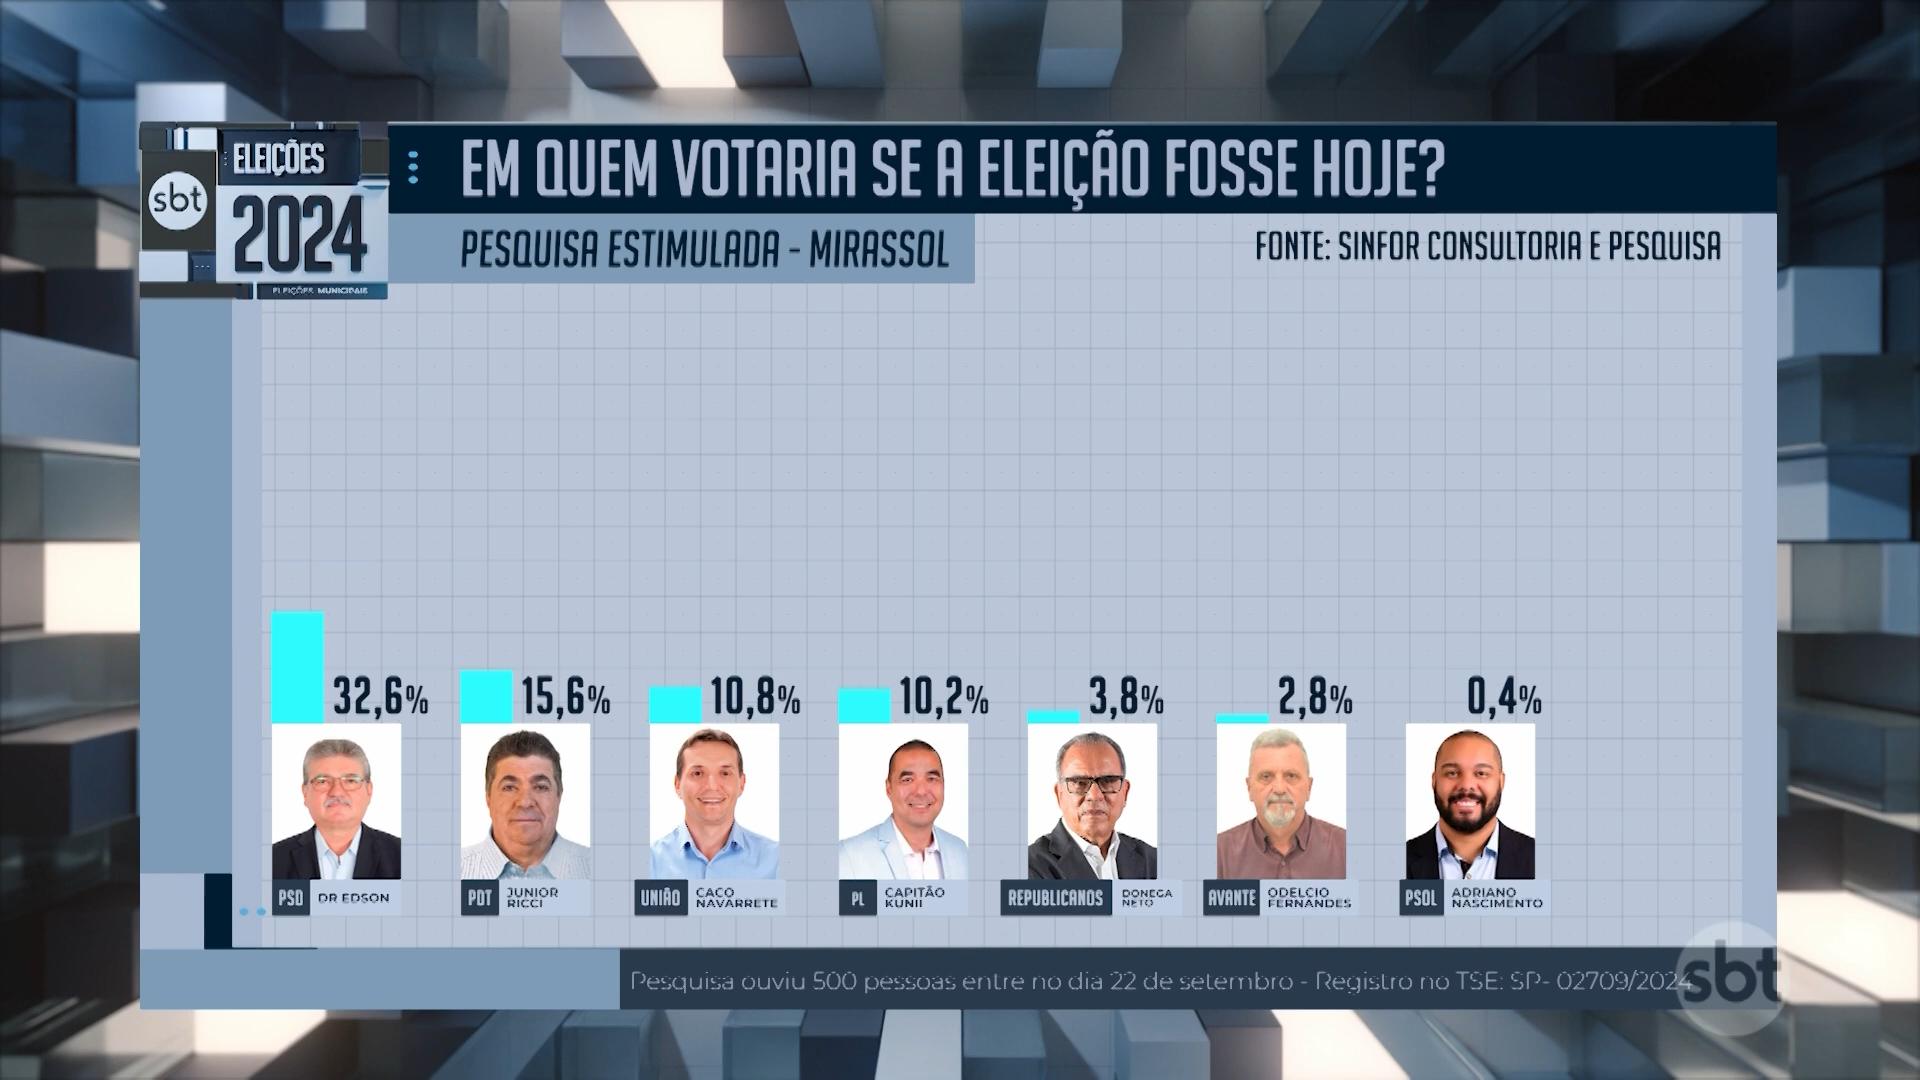 ELEIÇÕES
sbt
2024
ELEIÇÕES MUNICIPAIS
EM QUEM VOTARIA SE A ELEIÇÃO FOSSE HOJE?
PESQUISA ESTIMULADA - MIRASSOL
FONTE: SINFOR CONSULTORIA E PESQUISA
32,6%
15,6%
10,8%
10,2%
3,8%
2,8%
0,4%
PSD
DR EDSON
PDT
JUNIOR
RICCI
UNIÃO
CACO
NAVARRETE
PL
CAPITÃO
KUNII
REPUBLICANOS
DONEGA
NETO
AVANTE
ODELCIO
FERNANDES
PSOL
ADRIANO
NASCIMENTO
Pesquisa ouviu 500 pessoas entre no dia 22 de setembro - Registro no TSE: SP- 02709/2024
sbt